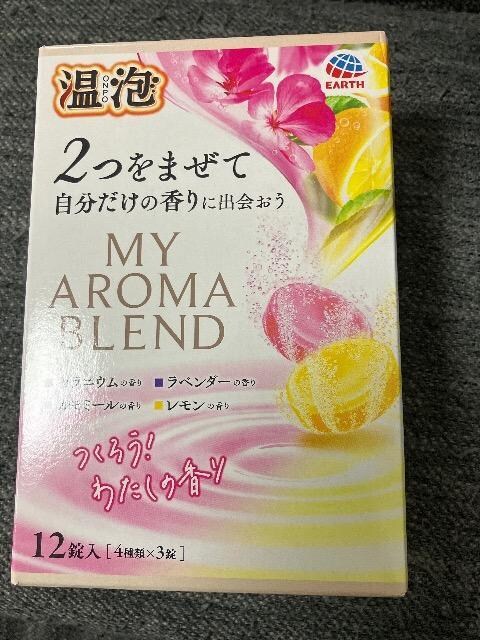 温泡
ONPO
EARTH
2つをまぜて
自分だけの香りに出会おう
MY
AROMA
BLEND
ゼラニウムの香り ラベンダーの香り
カモミールの香り レモンの香り
つくろう!
わたしの香り
12錠入［4種類×3錠］